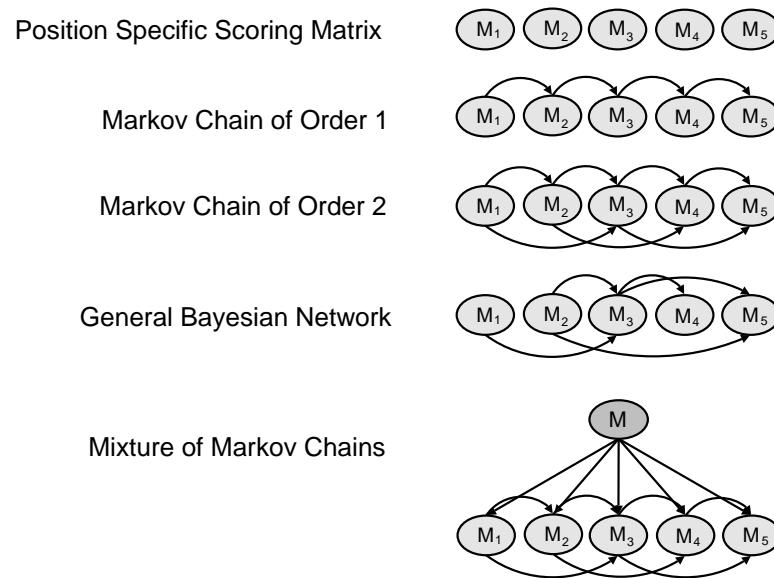 Position Specific Scoring Matrix M1 M2 M3 M4 M5
Markov Chain of Order 1 M1 M2 M3 M4 M5
Markov Chain of Order 2 M1 M2 M3 M4 M5
General Bayesian Network M1 M2 M3 M4 M5
M
Mixture of Markov Chains
M1 M2 M3 M4 M5